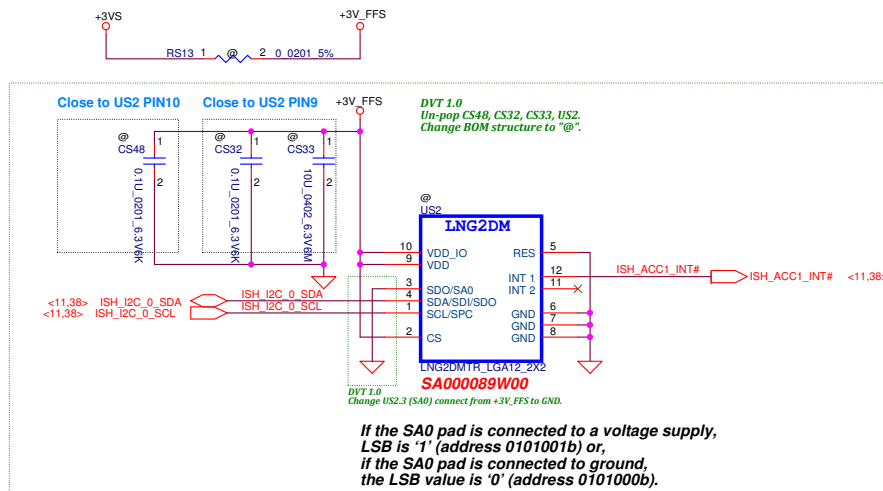 +3VS
+3V_FFS
RS13 1 @ 2 0_0201_5%
Close to US2 PIN10
Close to US2 PIN9
+3V_FFS
DVT 1.0
Un-pop CS48, CS32, CS33, US2.
Change BOM structure to "@".
@
CS48
1
2
0.1U_0201_6.3V6K
@
CS32
1
2
0.1U_0201_6.3V6K
@
CS33
1
2
10U_0402_6.3V6M
@
US2
LNG2DM
10 VDD_IO
9 VDD
3 SDO/SA0
4 SDA/SDI/SDO
1 SCL/SPC
2 CS
RES 5
INT 1 12
INT 2 11
GND 6
GND 7
GND 8
ISH_ACC1_INT#
ISH_ACC1_INT# <11,38>
<11,38> ISH_I2C_0_SDA
ISH_I2C_0_SDA
<11,38> ISH_I2C_0_SCL
ISH_I2C_0_SCL
LNG2DMTR_LGA12_2X2
SA000089W00
DVT 1.0
Change US2.3 (SA0) connect from +3V_FFS to GND.
If the SA0 pad is connected to a voltage supply,
LSB is ‘1’ (address 0101001b) or,
if the SA0 pad is connected to ground,
the LSB value is ‘0’ (address 0101000b).